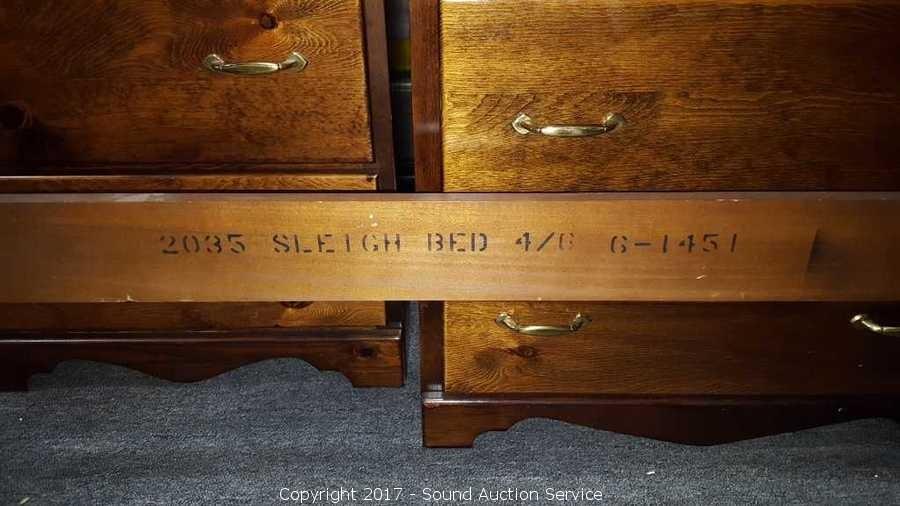 2035 SLEIGH BED 4/6 6-1451
Copyright 2017 - Sound Auction Service